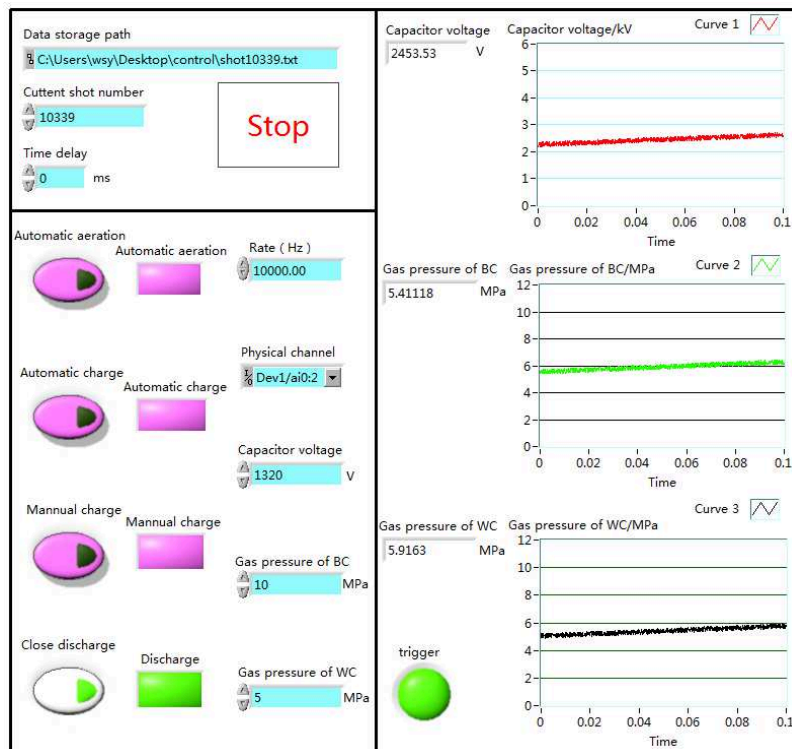 Data storage path
C:\Users\wsy\Desktop\control\shot10339.txt
Cuttent shot number
10339
Stop
Time delay
0 ms
Automatic aeration
Automatic aeration
Rate ( Hz )
10000.00
Automatic charge
Automatic charge
Physical channel
I/O Dev1/ai0:2
Capacitor voltage
1320 V
Mannual charge
Mannual charge
Gas pressure of BC
10 MPa
Close discharge
Discharge
Gas pressure of WC
5 MPa
Capacitor voltage
2453.53 V
Capacitor voltage/kV
Curve 1
6
5
4
3
2
1
0
0 0.02 0.04 0.06 0.08 0.1
Time
Gas pressure of BC
5.41118 MPa
Gas pressure of BC/MPa
Curve 2
12
10
8
6
4
2
0
0 0.02 0.04 0.06 0.08 0.1
Time
Gas pressure of WC
5.9163 MPa
Gas pressure of WC/MPa
Curve 3
12
10
8
6
4
2
0
0 0.02 0.04 0.06 0.08 0.1
Time
trigger